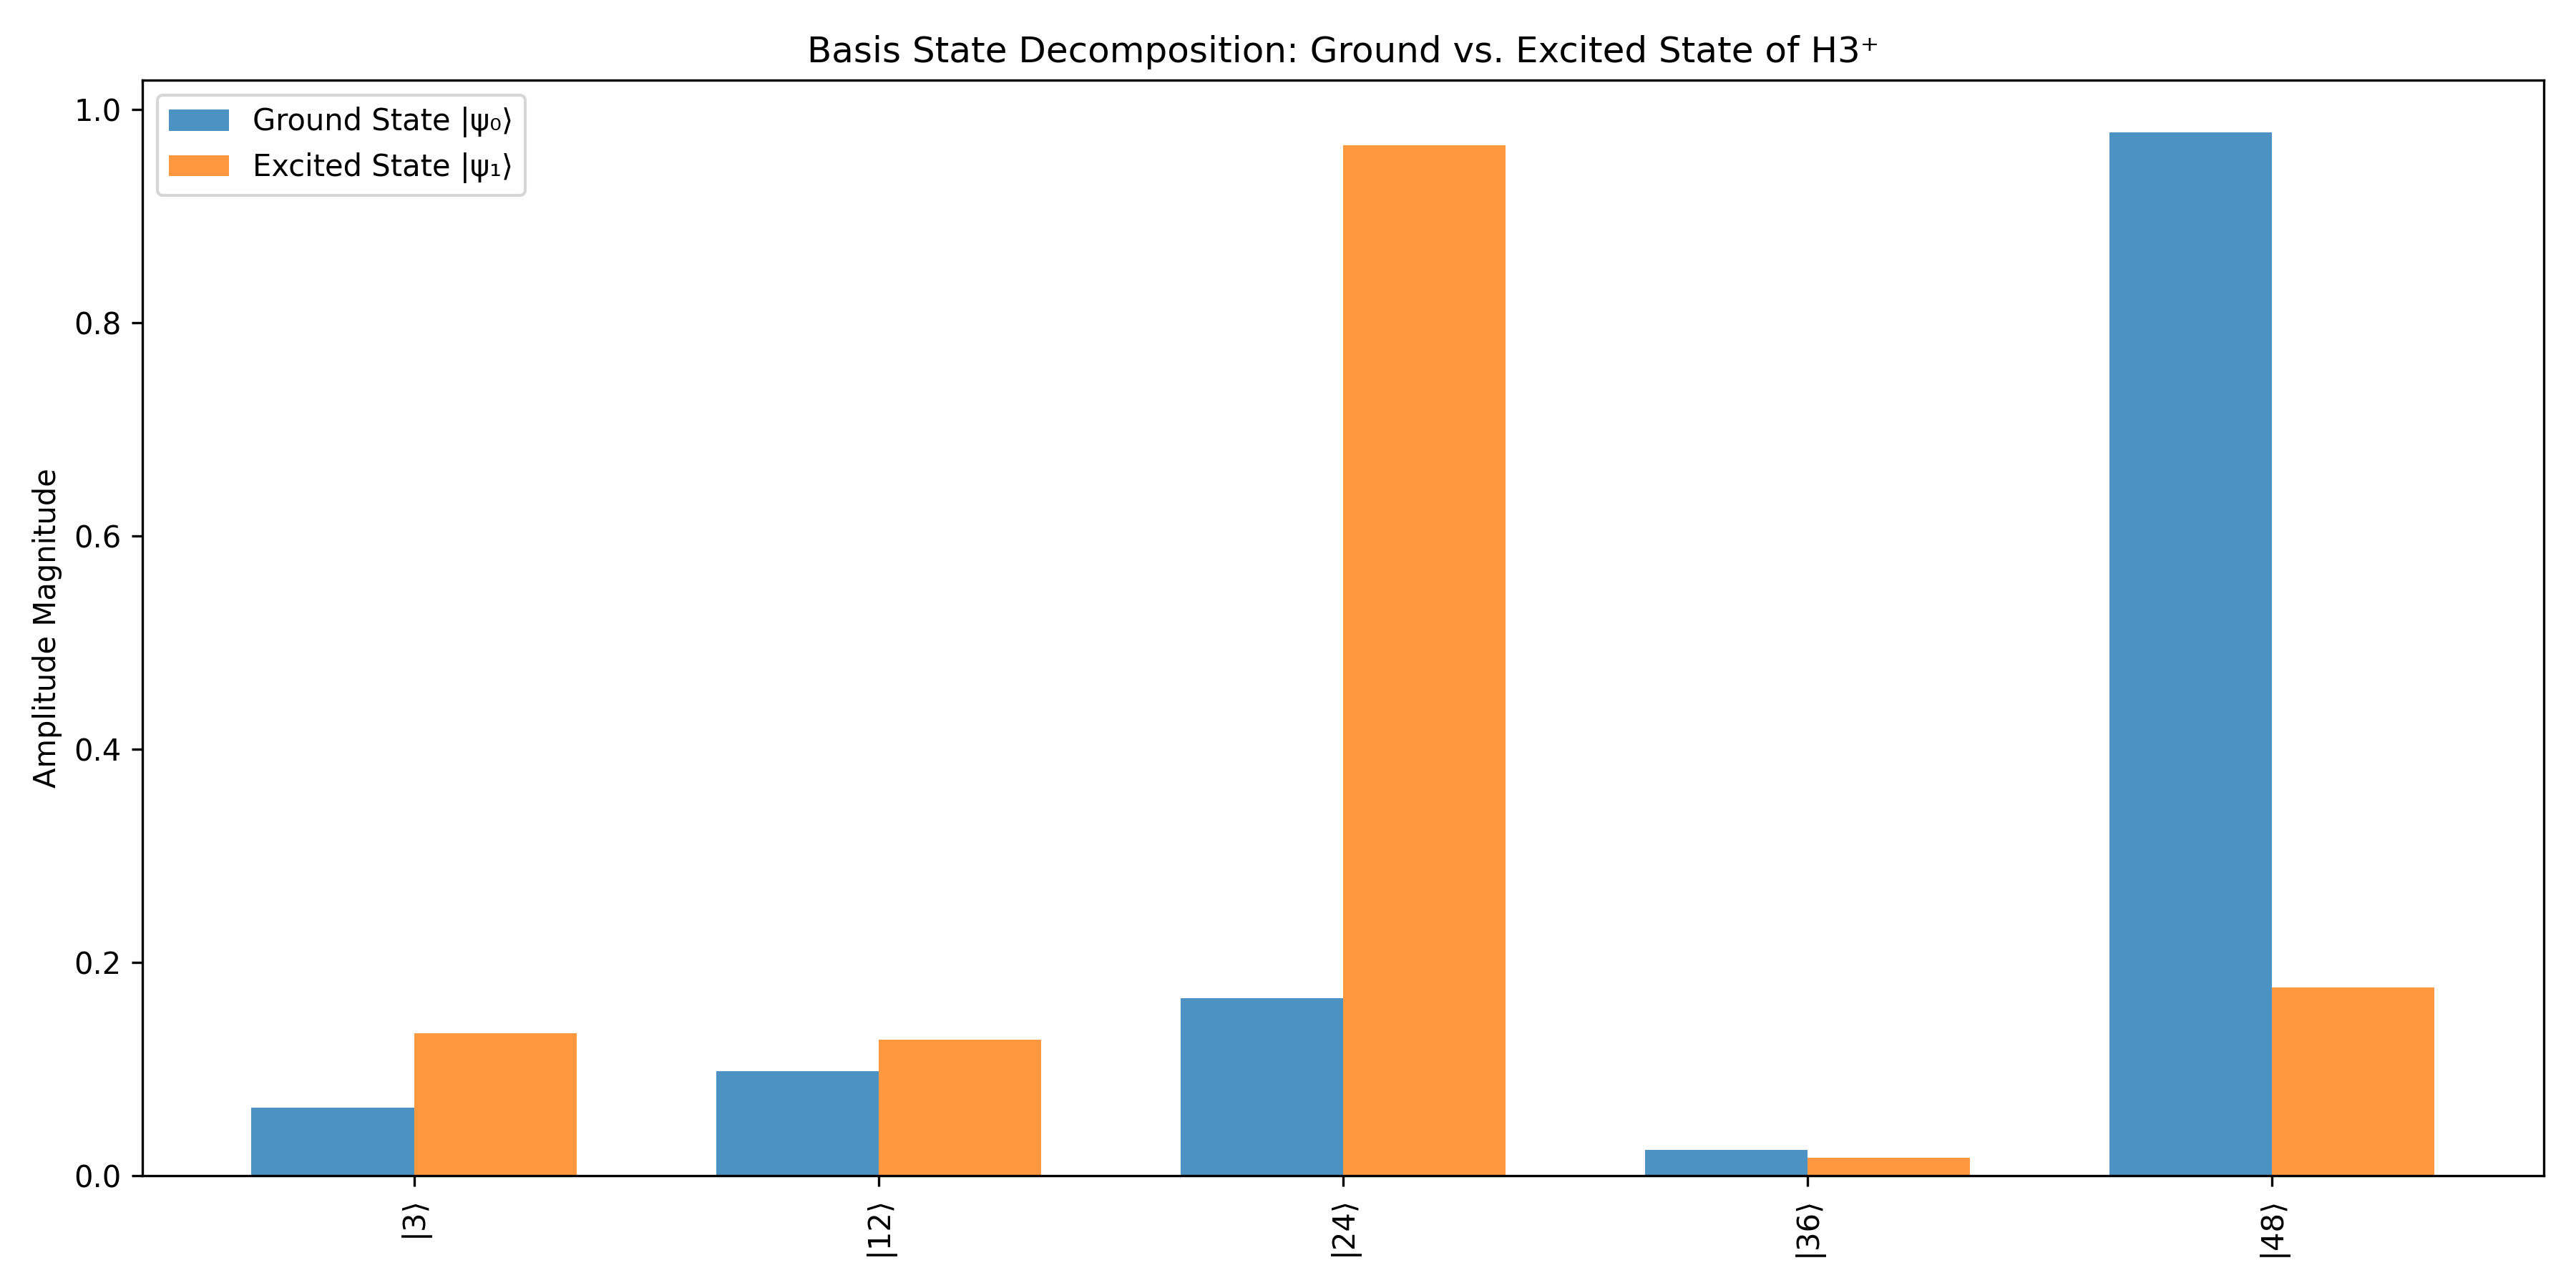 Basis State Decomposition: Ground vs. Excited State of H3⁺
Ground State |ψ₀⟩
Excited State |ψ₁⟩
Amplitude Magnitude
1.0
0.8
0.6
0.4
0.2
0.0
|3⟩
|12⟩
|24⟩
|36⟩
|48⟩